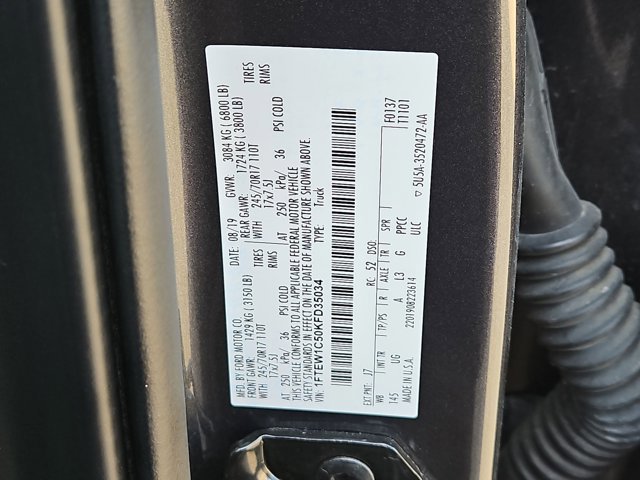 MFD. BY FORD MOTOR CO.
DATE: 08/19 GVWR: 3084 KG ( 6800 LB)
FRONT GAWR: 1429 KG ( 3150 LB) REAR GAWR: 1724 KG ( 3800 LB)
245/70R17 110T TIRES WITH 245/70R17 110T TIRES
17x7.5J RIMS 17x7.5J RIMS
AT 250 kPa/ 36 PSI COLD AT 250 kPa/ 36 PSI COLD
THIS VEHICLE CONFORMS TO ALL APPLICABLE FEDERAL MOTOR VEHICLE
SAFETY STANDARDS IN EFFECT ON THE DATE OF MANUFACTURE SHOWN ABOVE.
VIN: 1FTEW1C50KFD35034 TYPE: Truck
F0137
T1101
EXT PNT: J7 RC: 52 DSO:
WB INT TR TP/PS R AXLE TR SPR
145 UG A L3 G PPCC
MADE IN U.S.A. 2201908223614 ULC
▽ 5U5A-3520472-AA